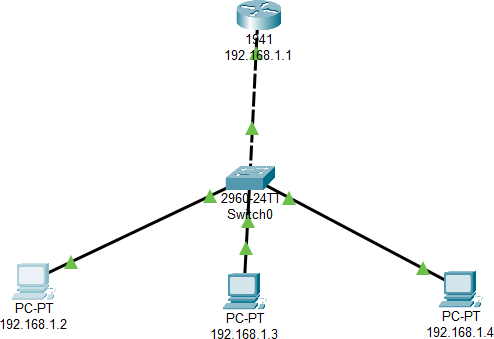 1941
192.168.1.1
2960-24TT
Switch0
PC-PT
192.168.1.2
PC-PT
192.168.1.3
PC-PT
192.168.1.4